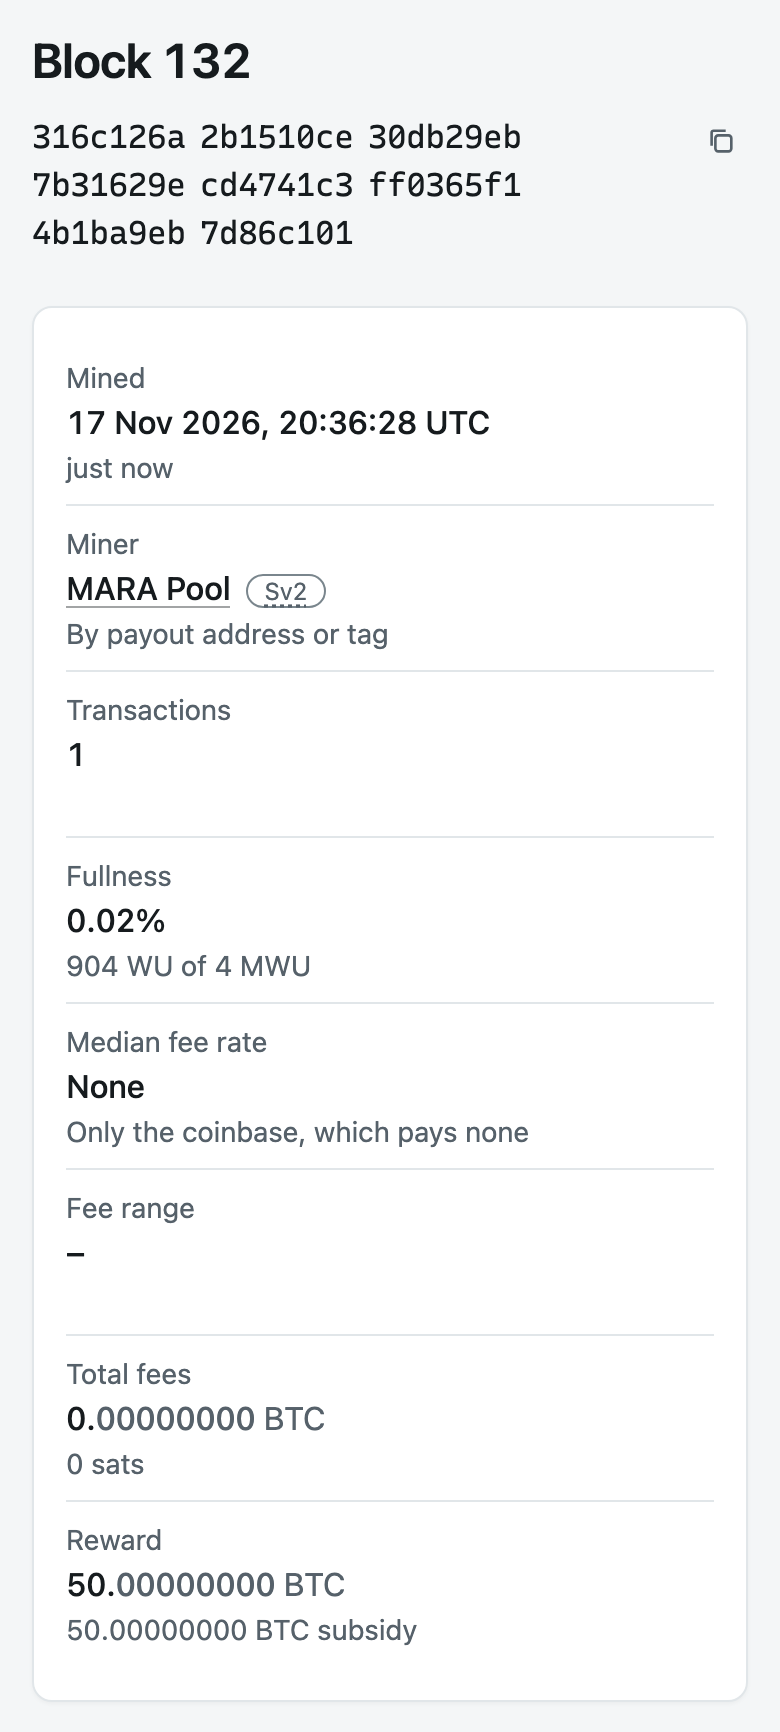 Block 132
316c126a 2b1510ce 30db29eb
7b31629e cd4741c3 ff0365f1
4b1ba9eb 7d86c101
Mined
17 Nov 2026, 20:36:28 UTC
just now
Miner
MARA Pool Sv2
By payout address or tag
Transactions
1
Fullness
0.02%
904 WU of 4 MWU
Median fee rate
None
Only the coinbase, which pays none
Fee range
–
Total fees
0.00000000 BTC
0 sats
Reward
50.00000000 BTC
50.00000000 BTC subsidy